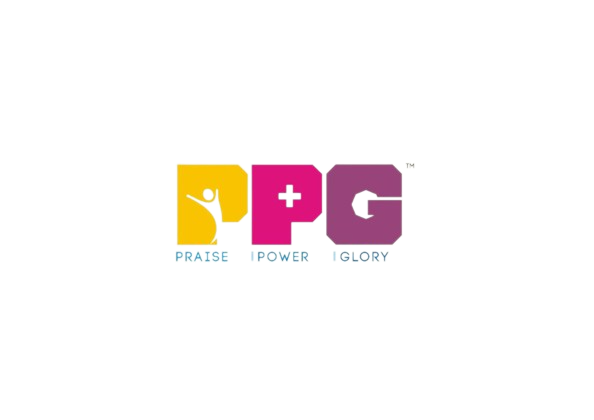 PPG™
PRAISE | POWER | GLORY